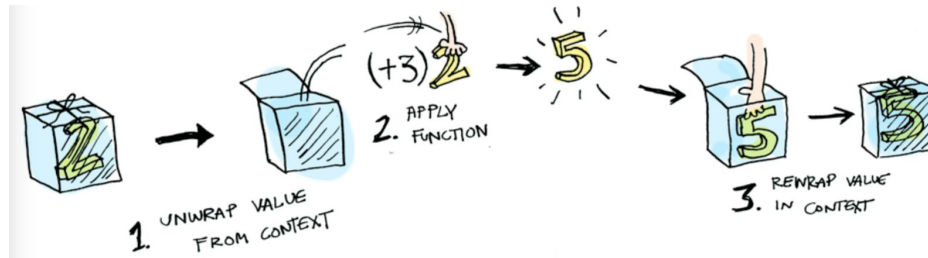 2
1. UNWRAP VALUE
FROM CONTEXT
(+3) 2
2. APPLY
FUNCTION
5
5
3. REWRAP VALUE
IN CONTEXT
5